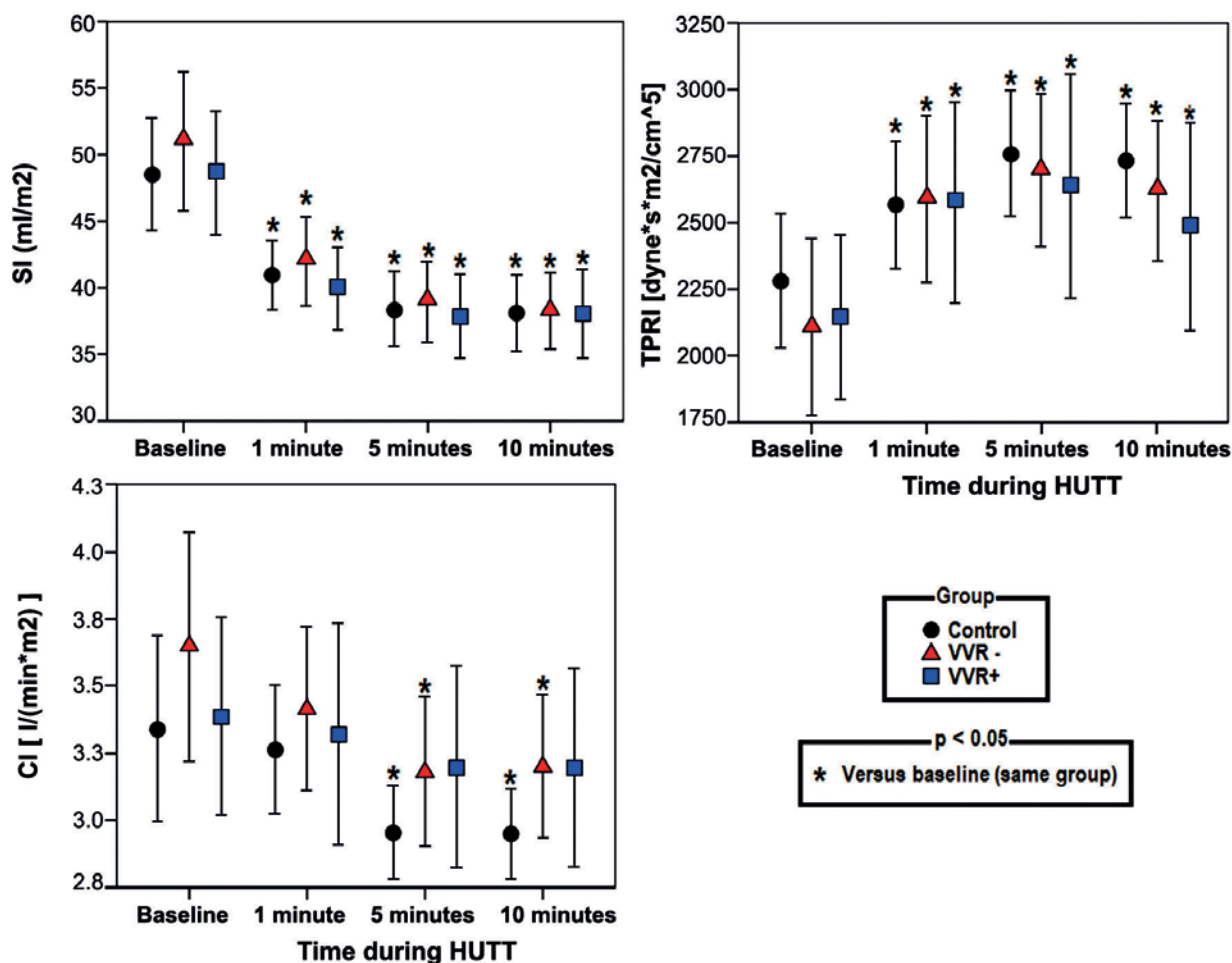 60
55
50
45
40
35
30
SI (ml/m2)
* * * * * * * * *
Baseline 1 minute 5 minutes 10 minutes
3250
3000
2750
2500
2250
2000
1750
TPRI [dyne*s*m2/cm^5]
* * * * * * * * *
Baseline 1 minute 5 minutes 10 minutes
Time during HUTT
4.3
4.0
3.8
3.5
3.3
3.0
2.8
CI [ l/(min*m2) ]
* * * *
Baseline 1 minute 5 minutes 10 minutes
Time during HUTT
Group
Control
VVR -
VVR+
p < 0.05
* Versus baseline (same group)